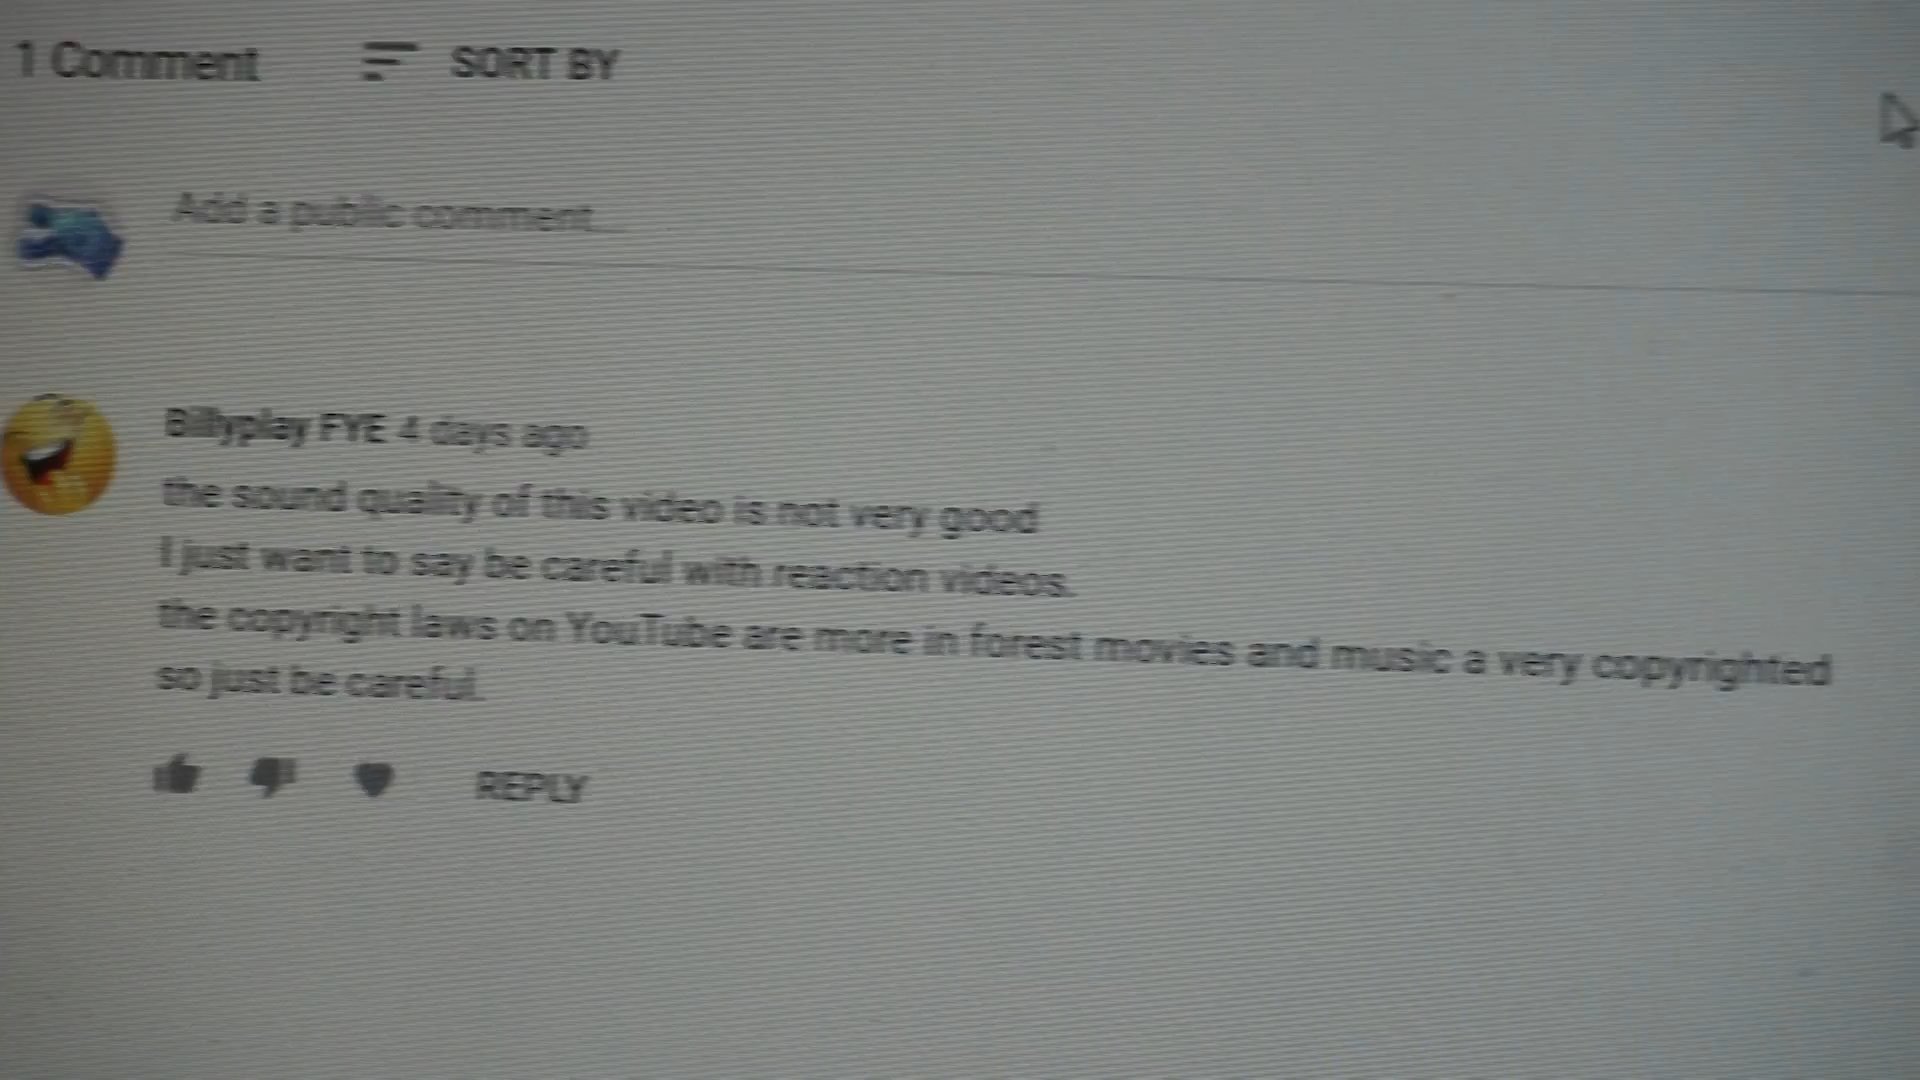 1 Comment SORT BY
Add a public comment...
Billyplay FYE 4 days ago
the sound quality of this video is not very good
I just want to say be careful with reaction videos.
the copyright laws on YouTube are more in forest movies and music a very copyrighted
so just be careful.
REPLY